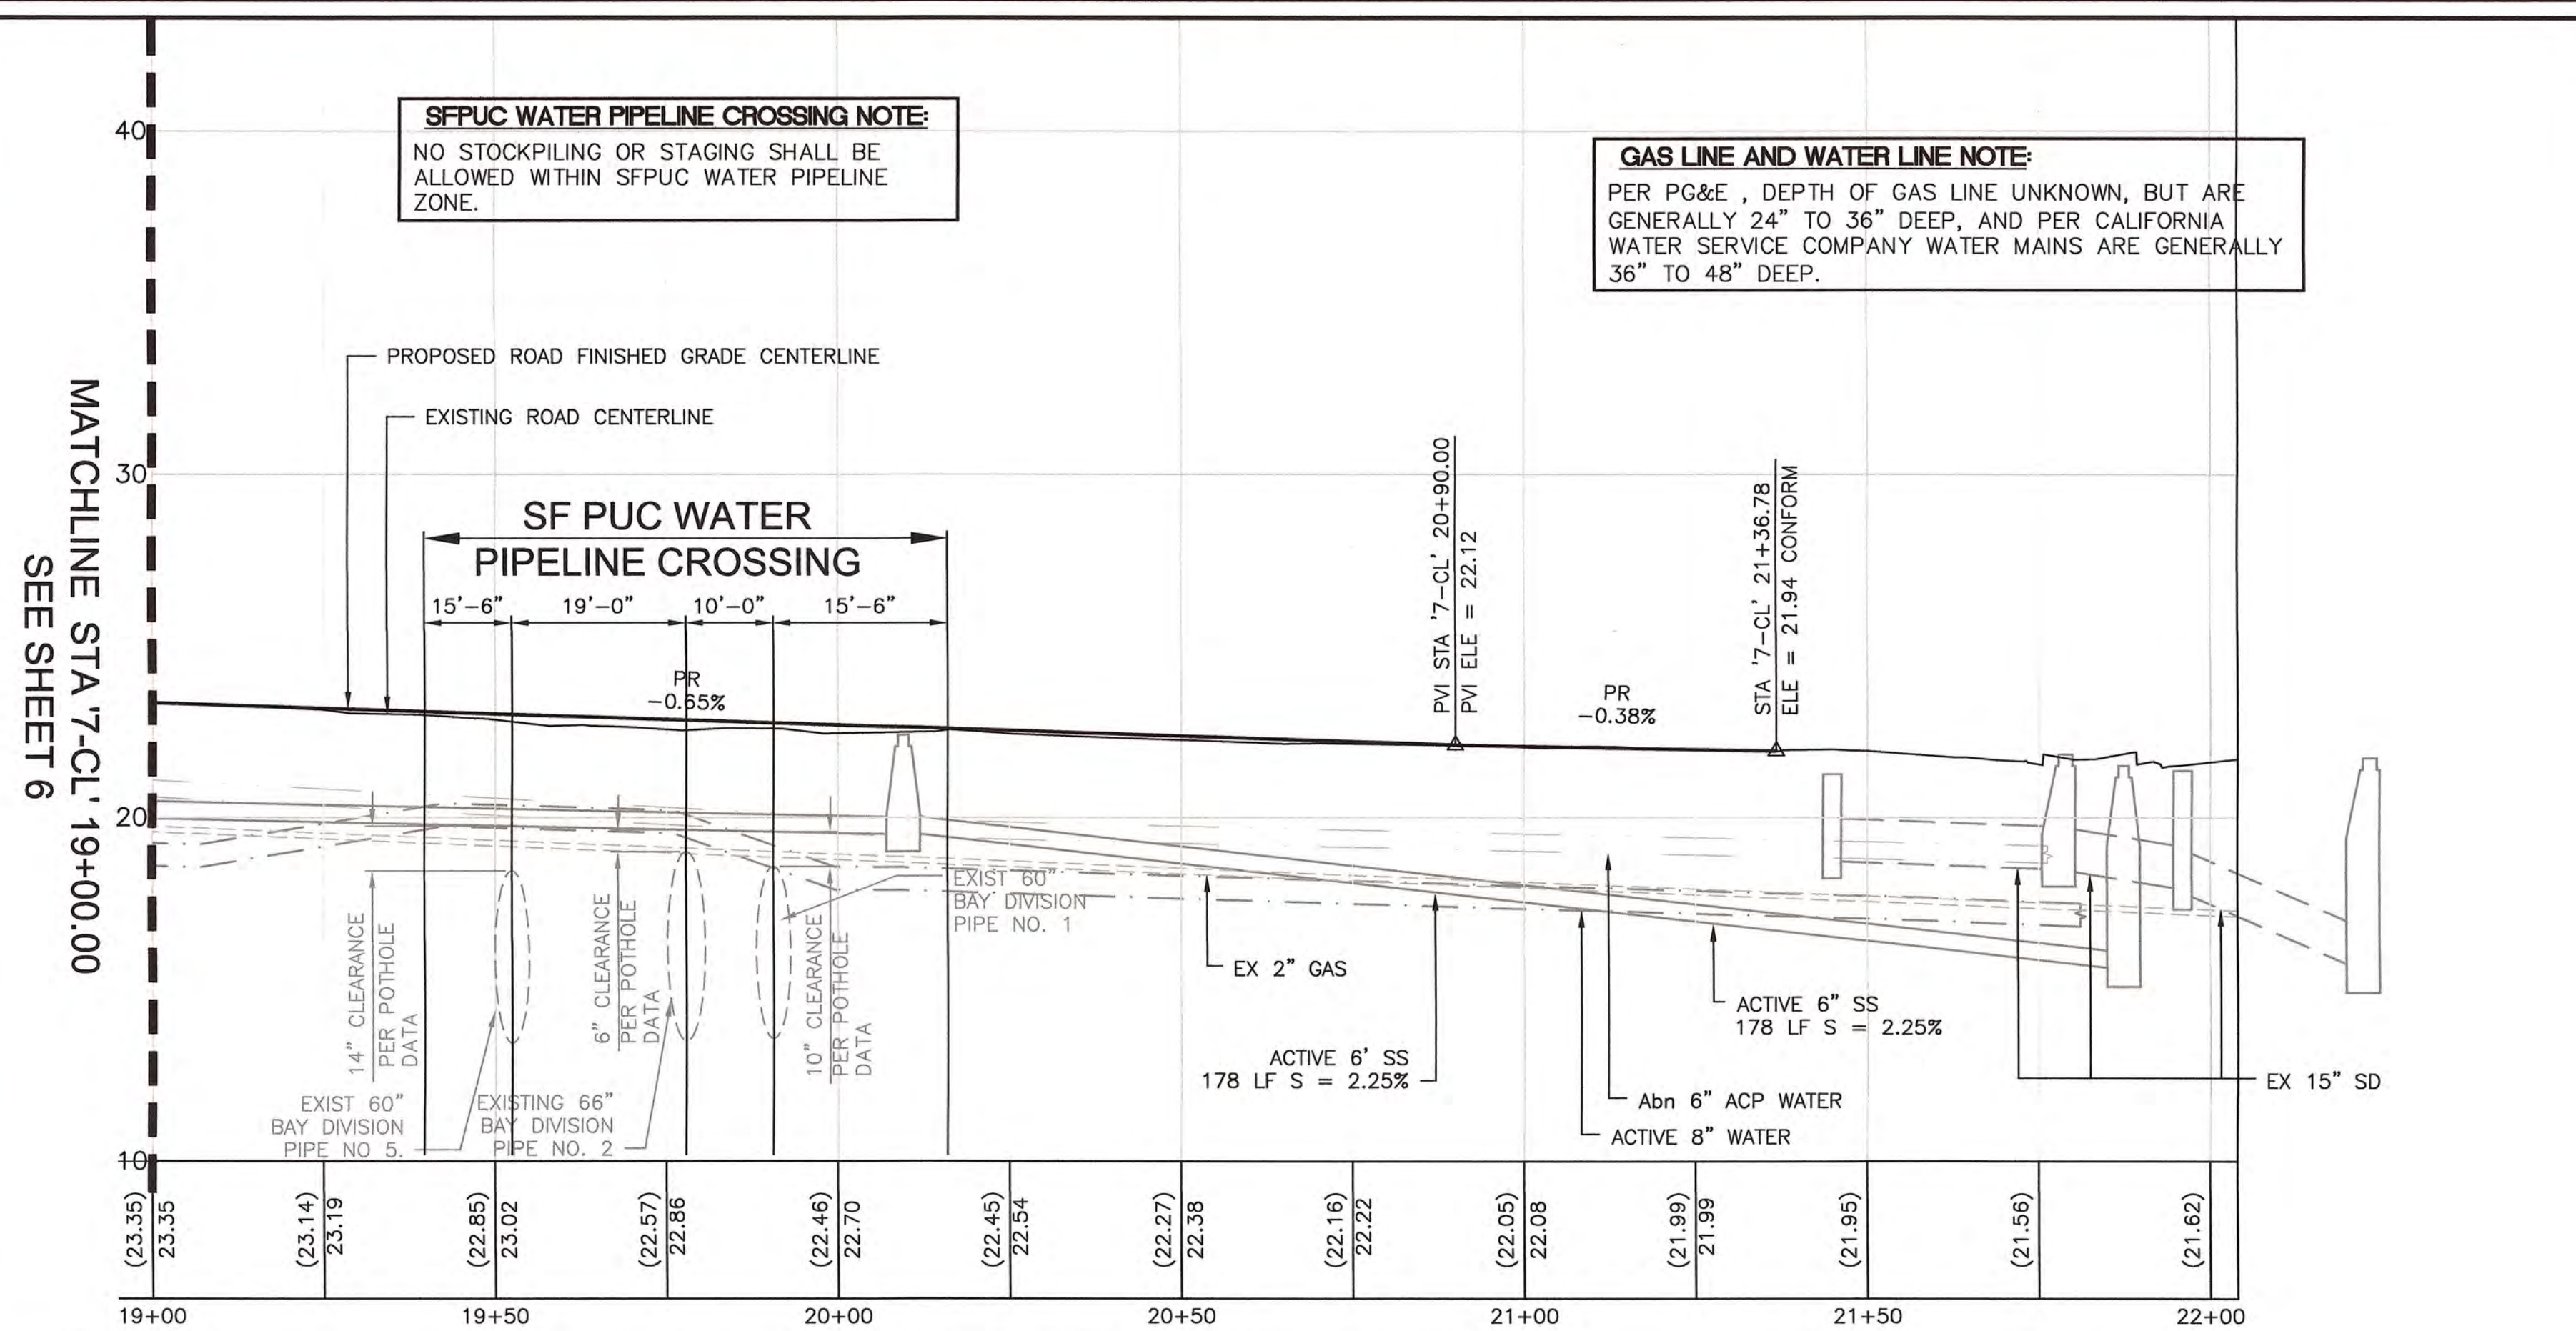 SFPUC WATER PIPELINE CROSSING NOTE:
NO STOCKPILING OR STAGING SHALL BE
ALLOWED WITHIN SFPUC WATER PIPELINE
ZONE.
GAS LINE AND WATER LINE NOTE:
PER PG&E , DEPTH OF GAS LINE UNKNOWN, BUT ARE
GENERALLY 24" TO 36" DEEP, AND PER CALIFORNIA
WATER SERVICE COMPANY WATER MAINS ARE GENERALLY
36" TO 48" DEEP.
40
30
20
10
MATCHLINE STA '7-CL' 19+00.00
SEE SHEET 6
PROPOSED ROAD FINISHED GRADE CENTERLINE
EXISTING ROAD CENTERLINE
SF PUC WATER
PIPELINE CROSSING
15'-6"
19'-0"
10'-0"
15'-6"
PR
-0.65%
PVI STA '7-CL' 20+90.00
PVI ELE = 22.12
PR
-0.38%
STA '7-CL' 21+36.78
ELE = 21.94 CONFORM
14" CLEARANCE
PER POTHOLE
DATA
6" CLEARANCE
PER POTHOLE
DATA
10" CLEARANCE
PER POTHOLE
DATA
EXIST 60"
BAY DIVISION
PIPE NO. 1
EXIST 60"
BAY DIVISION
PIPE NO 5.
EXISTING 66"
BAY DIVISION
PIPE NO. 2
EX 2" GAS
ACTIVE 6' SS
178 LF S = 2.25%
ACTIVE 6" SS
178 LF S = 2.25%
Abn 6" ACP WATER
ACTIVE 8" WATER
EX 15" SD
(23.35)
23.35
(23.14)
23.19
(22.85)
23.02
(22.57)
22.86
(22.46)
22.70
(22.45)
22.54
(22.27)
22.38
(22.16)
22.22
(22.05)
22.08
(21.99)
21.99
(21.95)
(21.56)
(21.62)
19+00
19+50
20+00
20+50
21+00
21+50
22+00